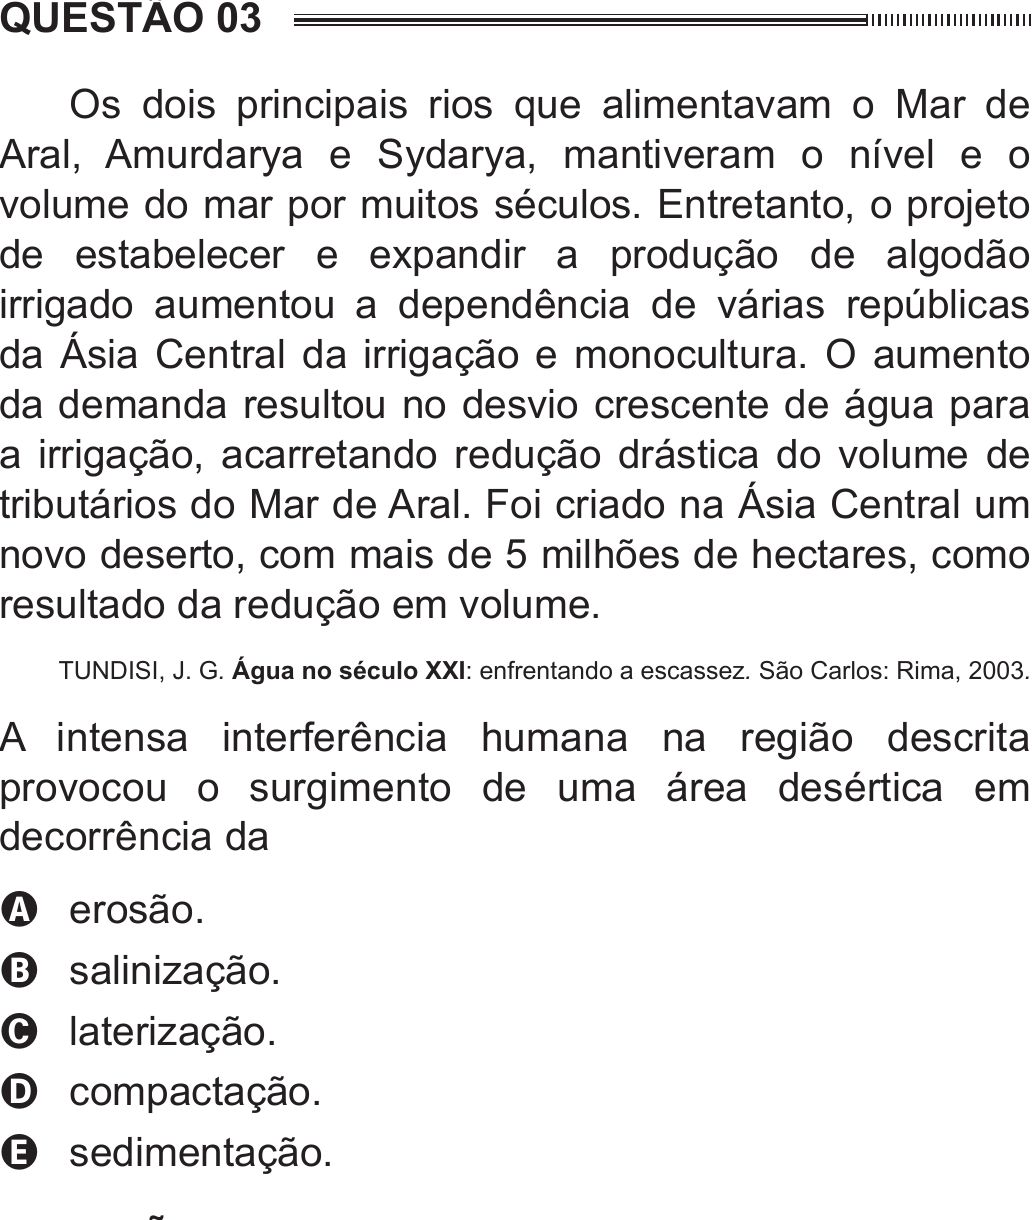 QUESTÃO 03
Os dois principais rios que alimentavam o Mar de
Aral, Amurdarya e Sydarya, mantiveram o nível e o
volume do mar por muitos séculos. Entretanto, o projeto
de estabelecer e expandir a produção de algodão
irrigado aumentou a dependência de várias repúblicas
da Ásia Central da irrigação e monocultura. O aumento
da demanda resultou no desvio crescente de água para
a irrigação, acarretando redução drástica do volume de
tributários do Mar de Aral. Foi criado na Ásia Central um
novo deserto, com mais de 5 milhões de hectares, como
resultado da redução em volume.
TUNDISI, J. G. Água no século XXI: enfrentando a escassez. São Carlos: Rima, 2003.
A intensa interferência humana na região descrita
provocou o surgimento de uma área desértica em
decorrência da
A erosão.
B salinização.
C laterização.
D compactação.
E sedimentação.